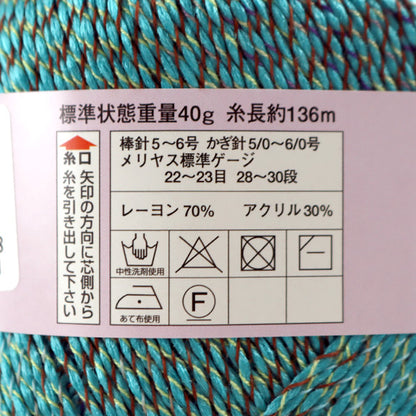 標準状態重量40g 糸長約136m
糸口
矢印の方向に芯側から
糸を引き出して下さい
棒針5〜6号 かぎ針5/0〜6/0号
メリヤス標準ゲージ
22〜23目 28〜30段
レーヨン70% アクリル30%
中性洗剤使用
あて布使用
F